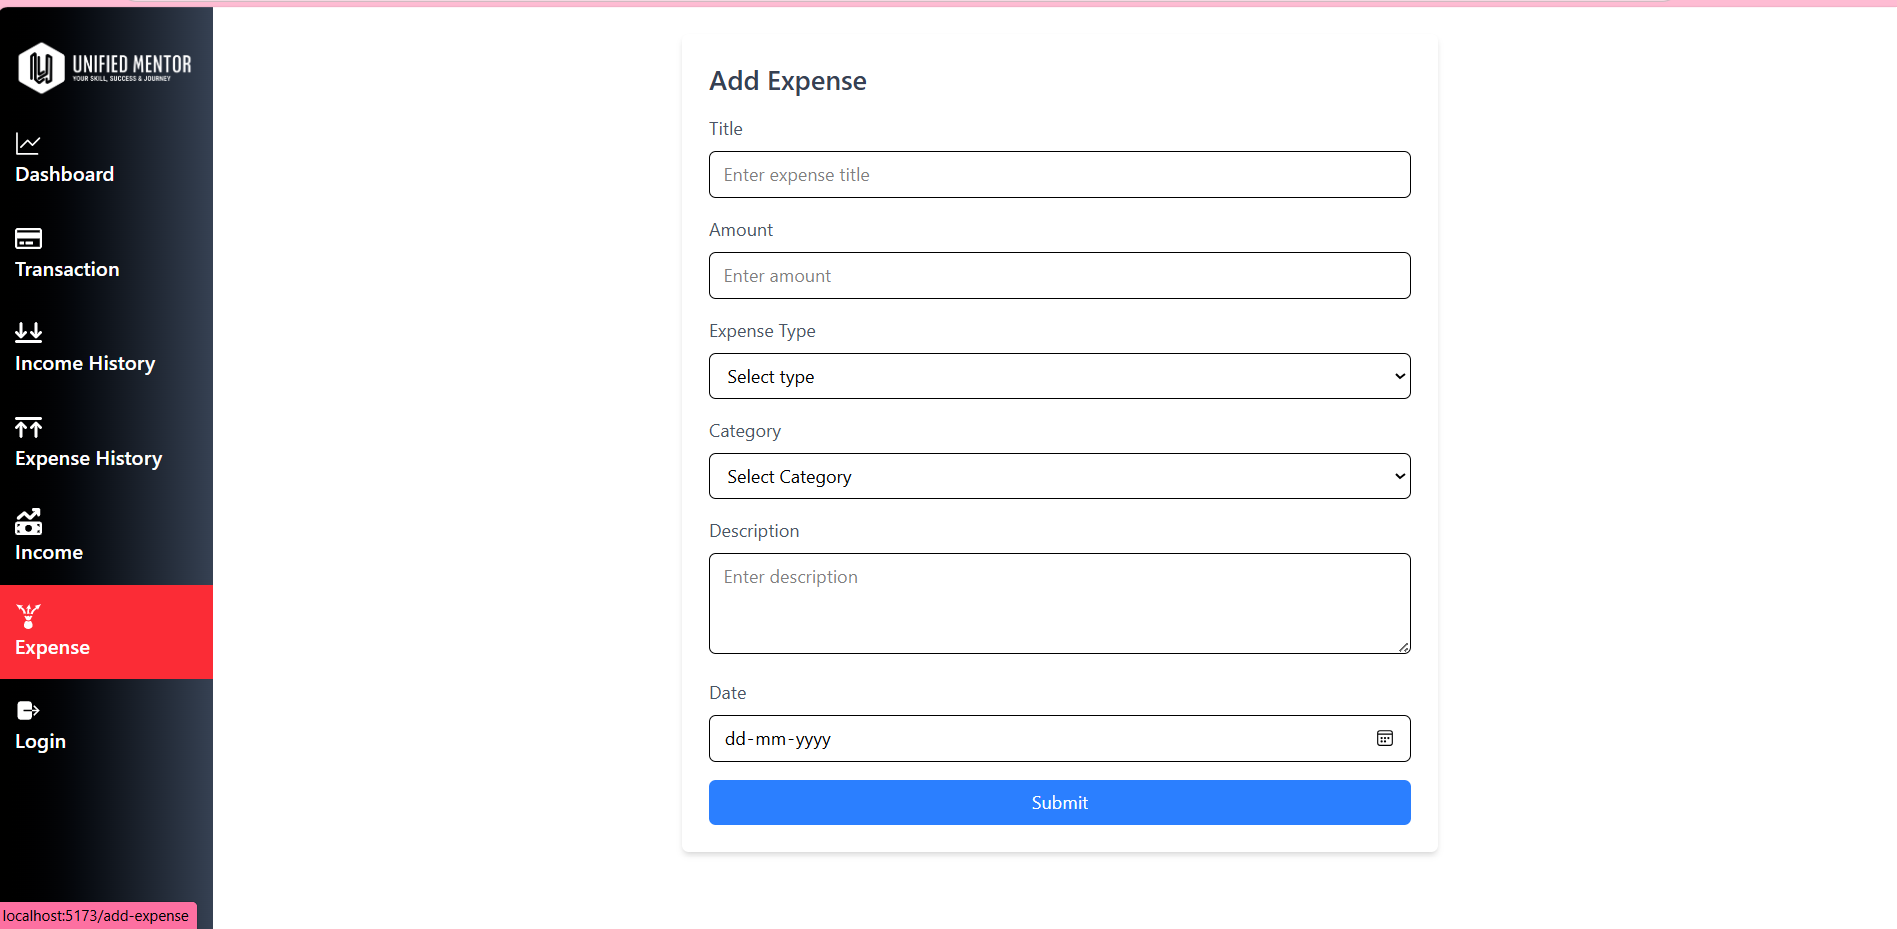 UNIFIED MENTOR
YOUR SKILL, SUCCESS & JOURNEY
Dashboard
Transaction
Income History
Expense History
Income
Expense
Login
localhost:5173/add-expense
Add Expense
Title
Enter expense title
Amount
Enter amount
Expense Type
Select type
Category
Select Category
Description
Enter description
Date
dd-mm-yyyy
Submit